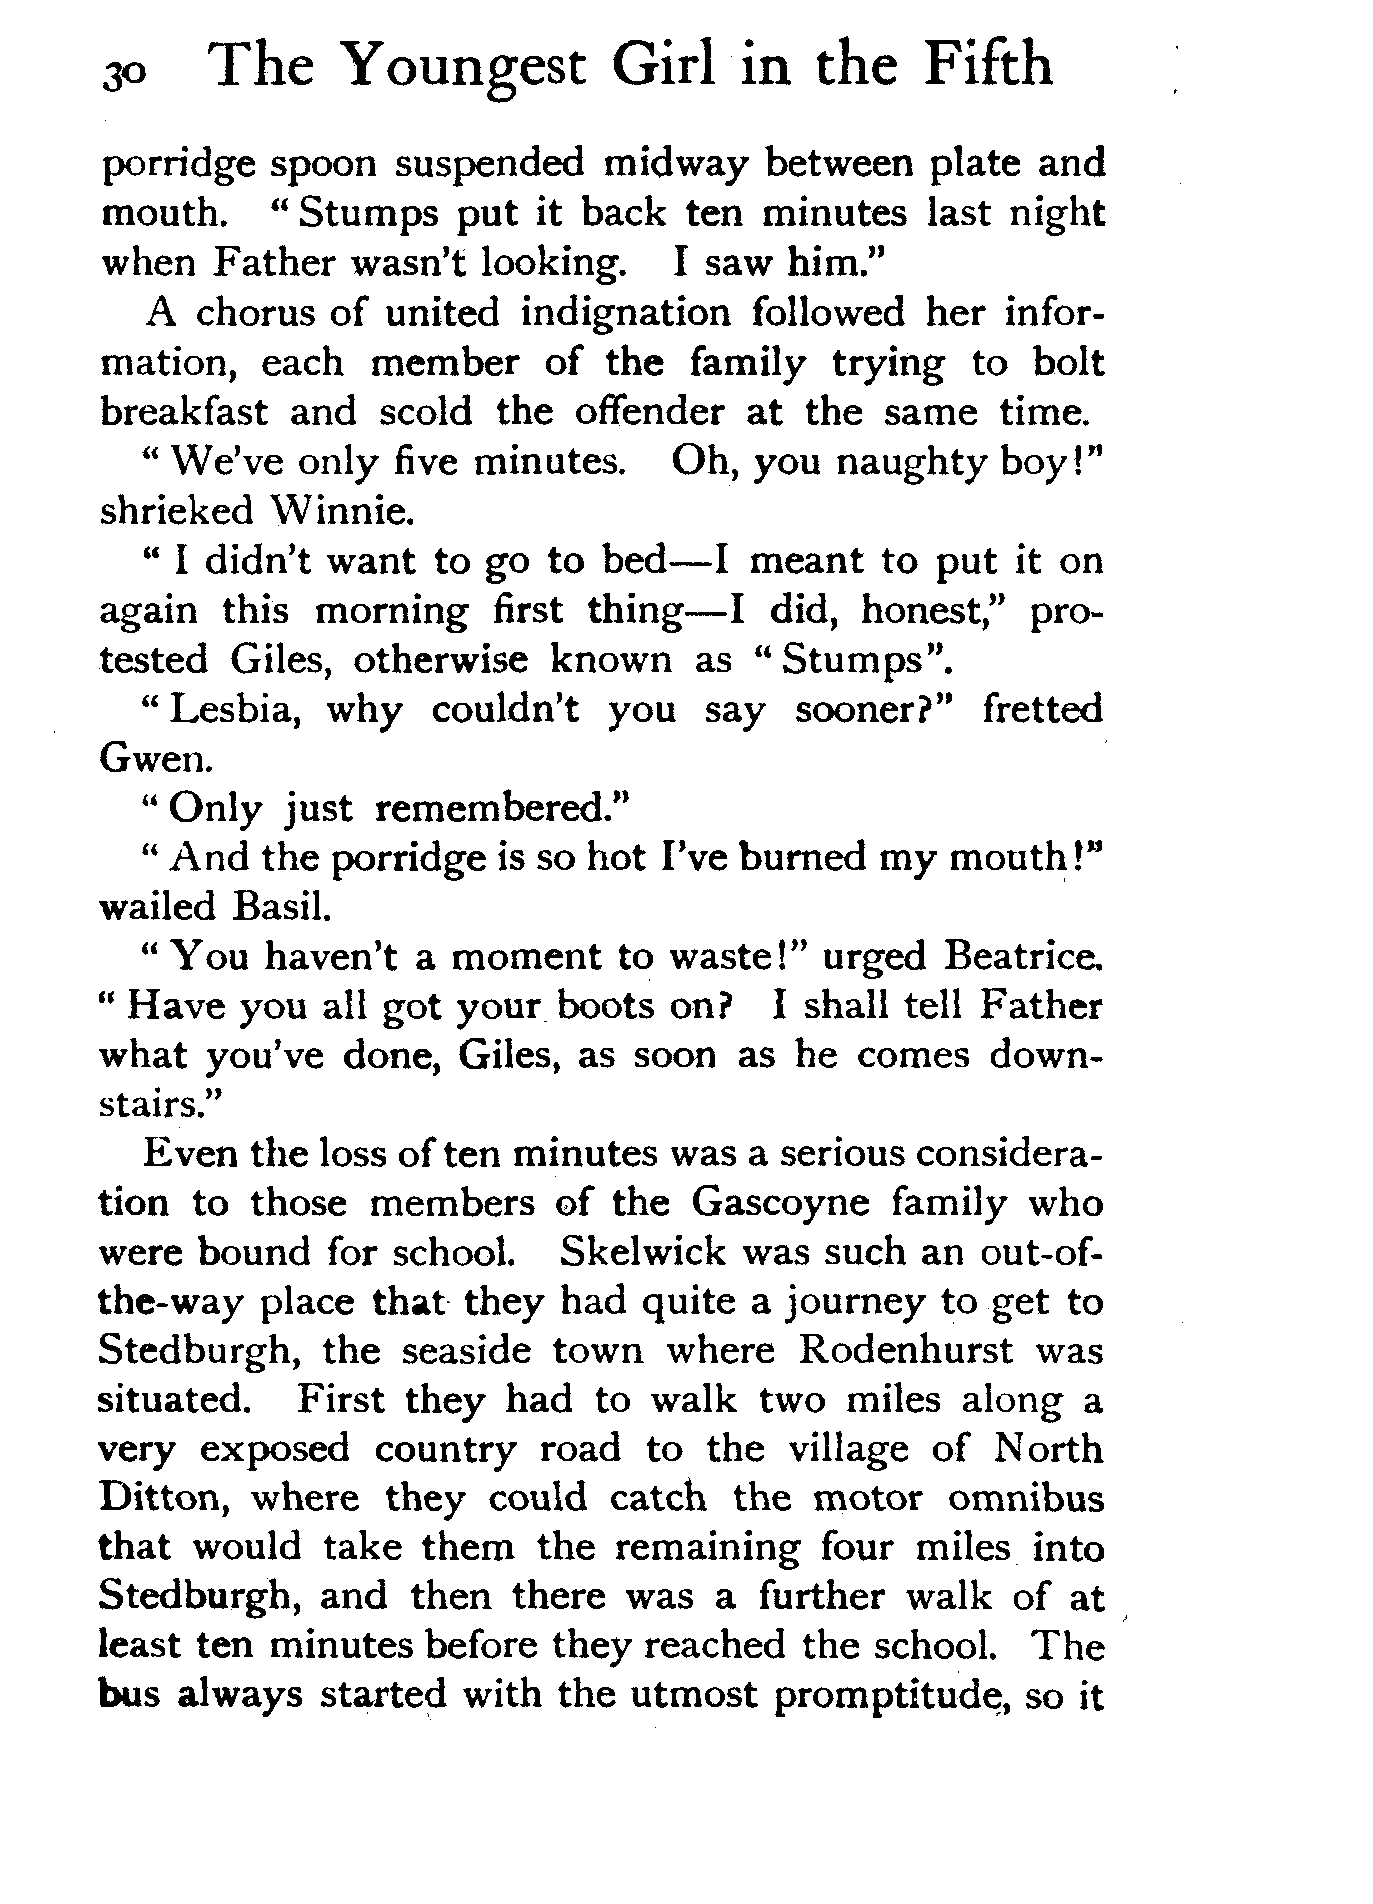 30 The Youngest Girl in the Fifth
porridge spoon suspended midway between plate and
mouth. “Stumps put it back ten minutes last night
when Father wasn't looking. I saw him.”
A chorus of united indignation followed her infor-
mation, each member of the family trying to bolt
breakfast and scold the offender at the same time.
“We've only five minutes. Oh, you naughty boy!”
shrieked Winnie.
“I didn't want to go to bed—I meant to put it on
again this morning first thing—I did, honest,” pro-
tested Giles, otherwise known as “Stumps”.
“Lesbia, why couldn't you say sooner?” fretted
Gwen.
“Only just remembered.”
“And the porridge is so hot I've burned my mouth!”
wailed Basil.
“You haven't a moment to waste!” urged Beatrice.
“Have you all got your boots on? I shall tell Father
what you've done, Giles, as soon as he comes down-
stairs.”
Even the loss of ten minutes was a serious considera-
tion to those members of the Gascoyne family who
were bound for school. Skelwick was such an out-of-
the-way place that they had quite a journey to get to
Stedburgh, the seaside town where Rodenhurst was
situated. First they had to walk two miles along a
very exposed country road to the village of North
Ditton, where they could catch the motor omnibus
that would take them the remaining four miles into
Stedburgh, and then there was a further walk of at
least ten minutes before they reached the school. The
bus always started with the utmost promptitude, so it